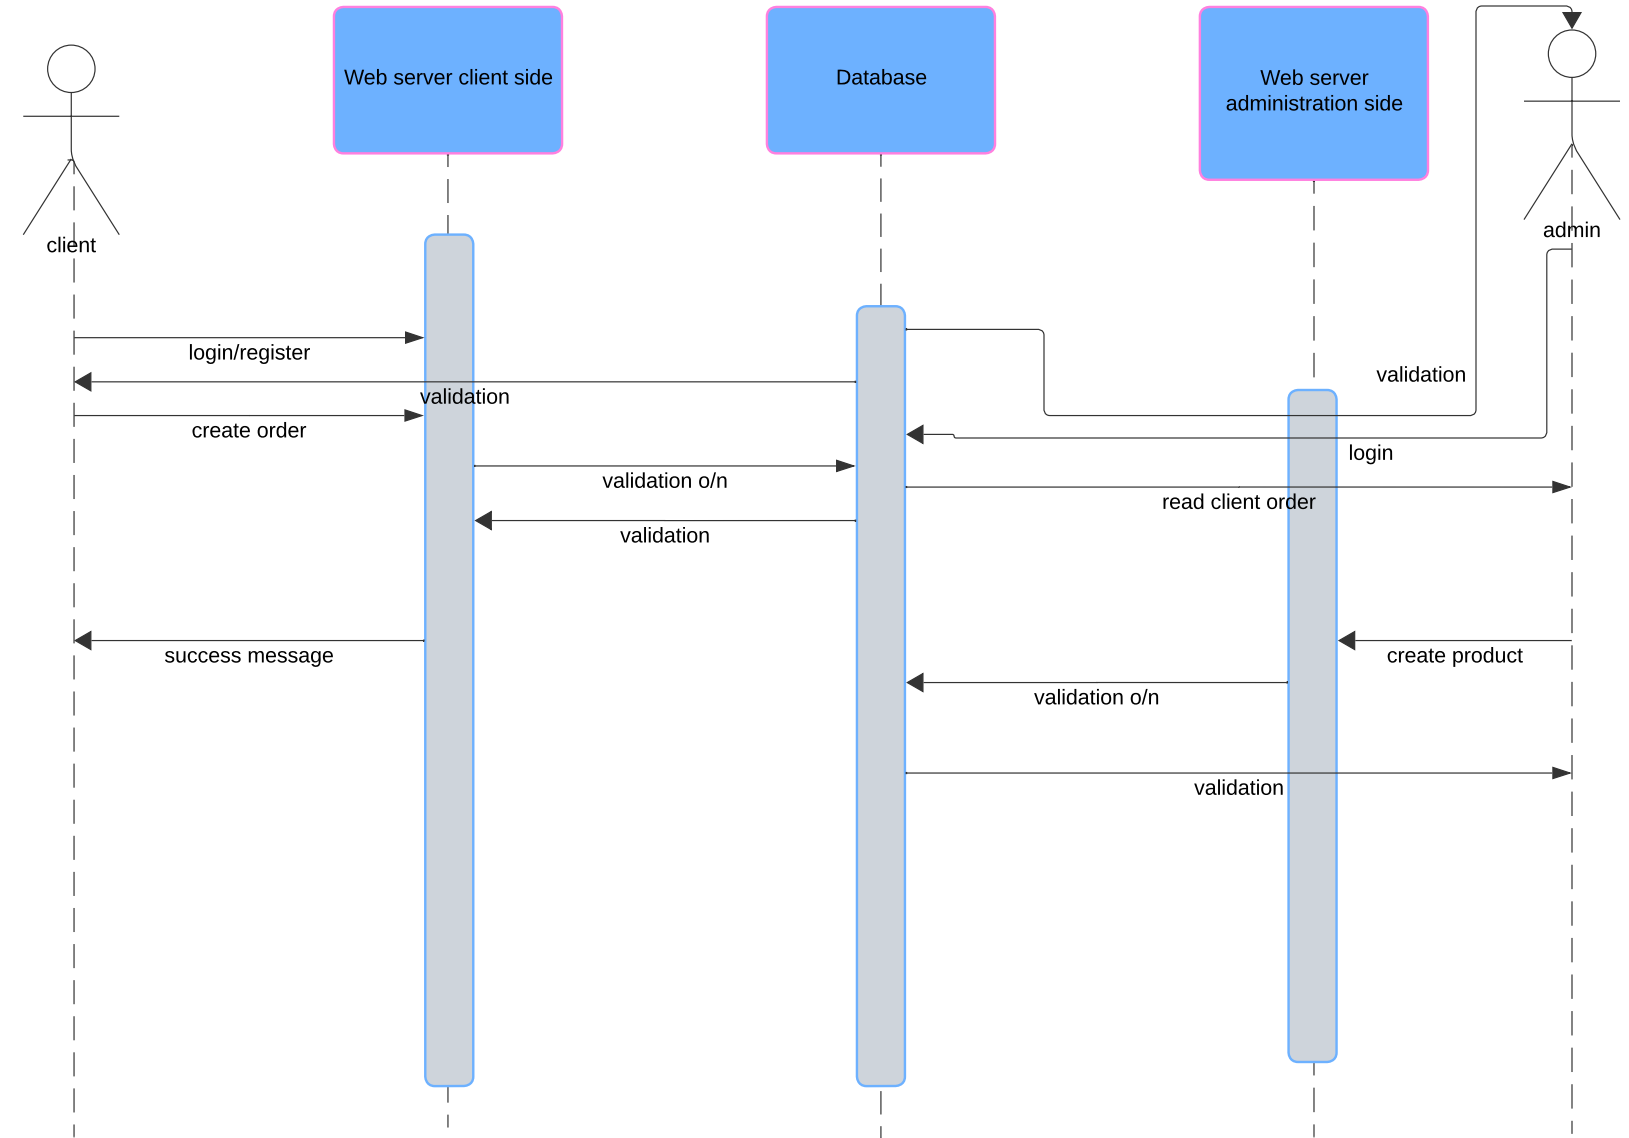 Web server client side
Database
Web server
administration side
client
admin
login/register
validation
validation
create order
login
validation o/n
read client order
validation
success message
create product
validation o/n
validation